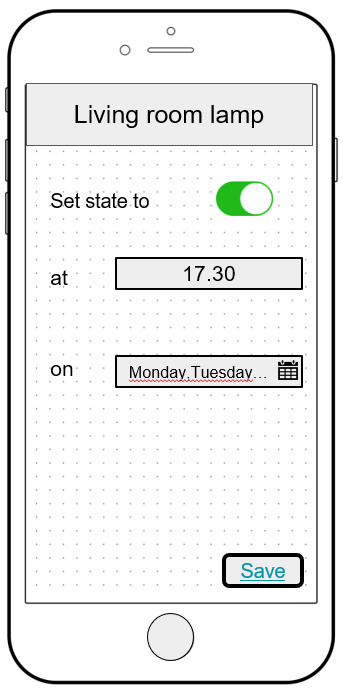 Living room lamp
Set state to
at 17.30
on Monday,Tuesday...
Save